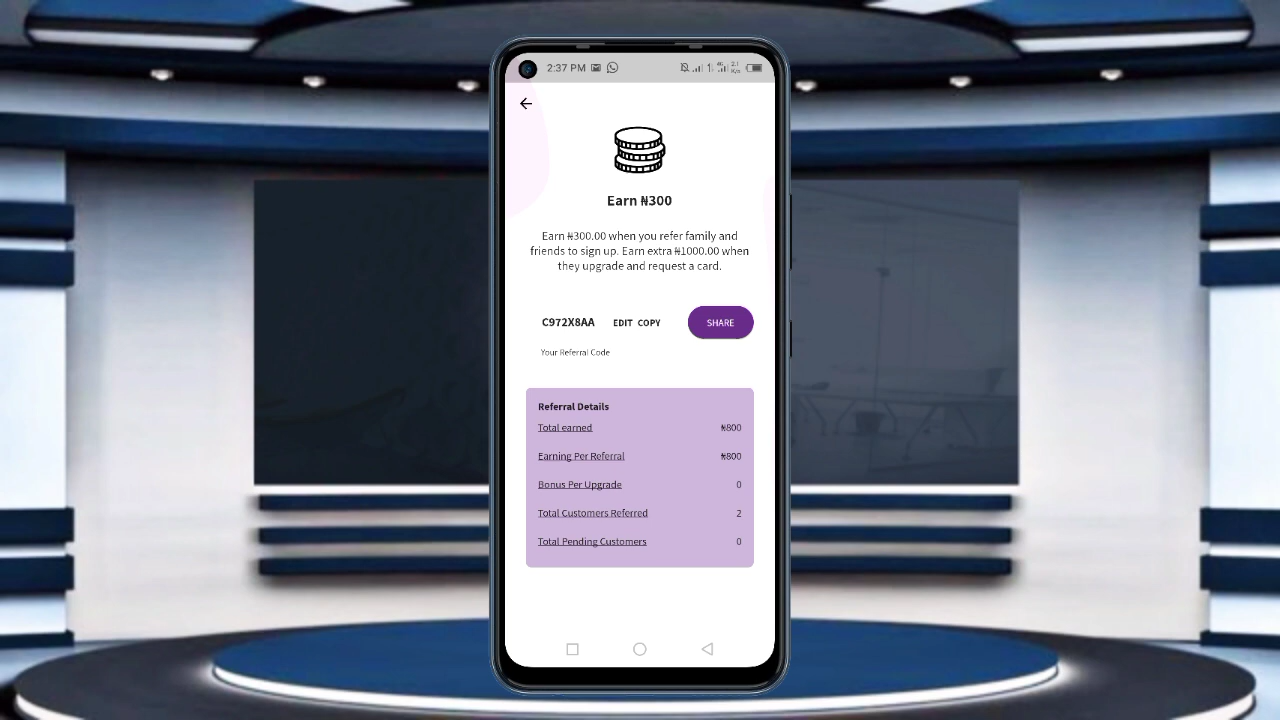 2:37 PM
Earn ₦300
Earn ₦300.00 when you refer family and
friends to sign up. Earn extra ₦1000.00 when
they upgrade and request a card.
C972X8AA EDIT COPY SHARE
Your Referral Code
Referral Details
Total earned ₦800
Earning Per Referral ₦800
Bonus Per Upgrade 0
Total Customers Referred 2
Total Pending Customers 0